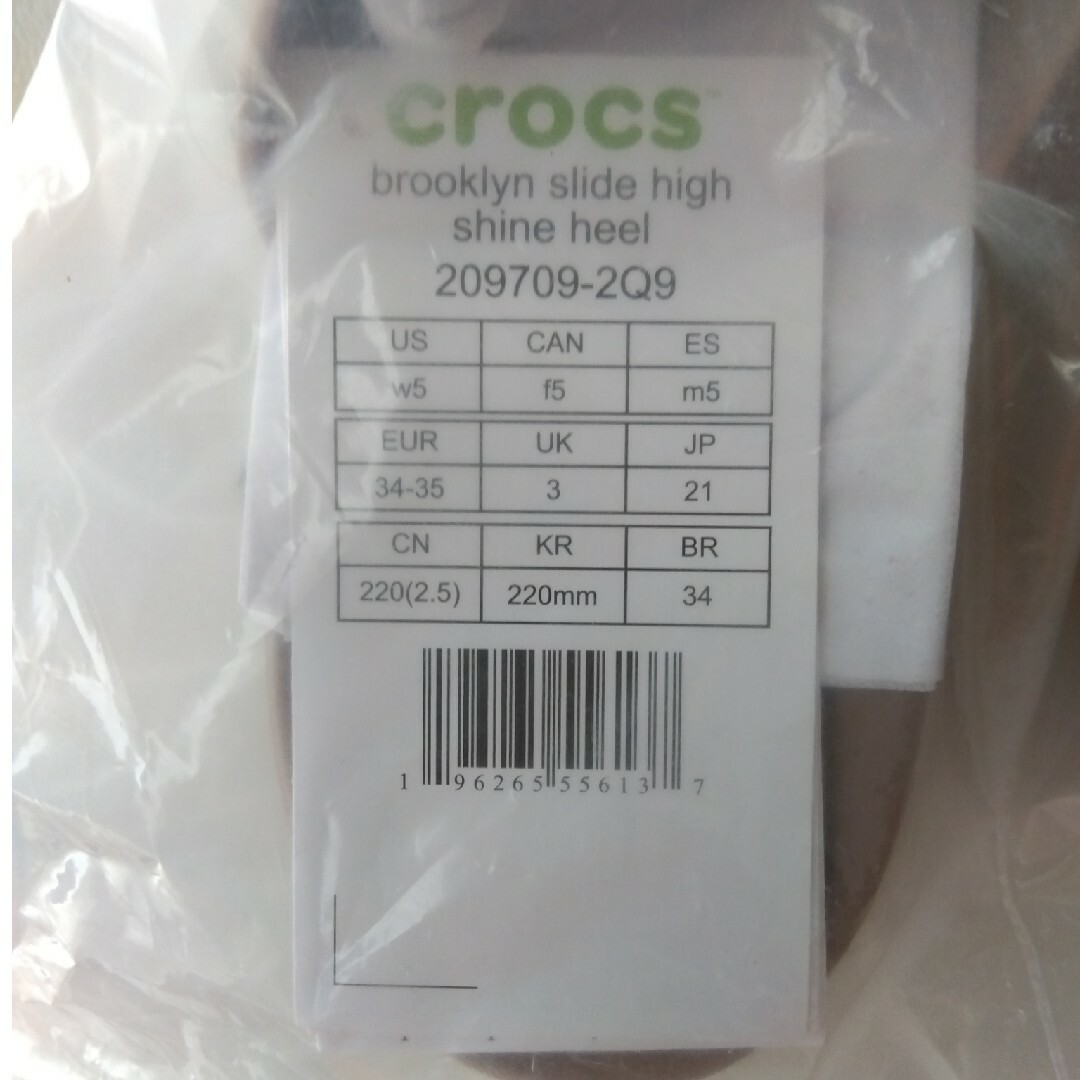 crocs™
brooklyn slide high
shine heel
209709-2Q9
US CAN ES
w5 f5 m5
EUR UK JP
34-35 3 21
CN KR BR
220(2.5) 220mm 34
1 96265 55613 7